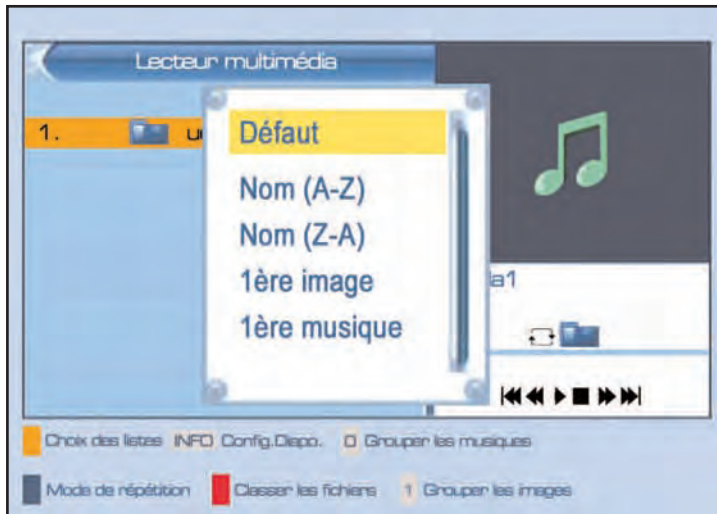 Lecteur multimédia
1.
Défaut
Nom (A-Z)
Nom (Z-A)
1ère image
1ère musique
a1
Choix des listes INFO Config.Diapo. 0 Grouper les musiques
Mode de répétition Classer les fichiers 1 Grouper les images